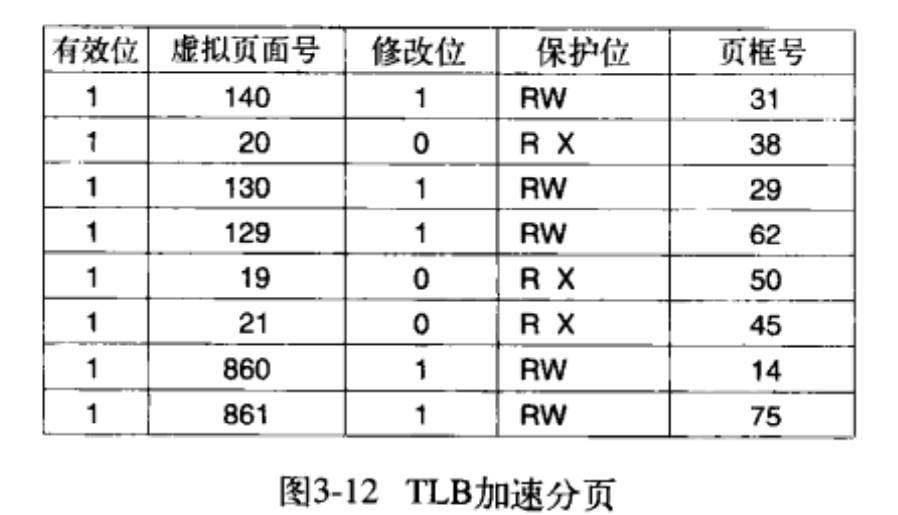 有效位 虚拟页面号 修改位 保护位 页框号
1 140 1 RW 31
1 20 0 R X 38
1 130 1 RW 29
1 129 1 RW 62
1 19 0 R X 50
1 21 0 R X 45
1 860 1 RW 14
1 861 1 RW 75
图3-12 TLB加速分页